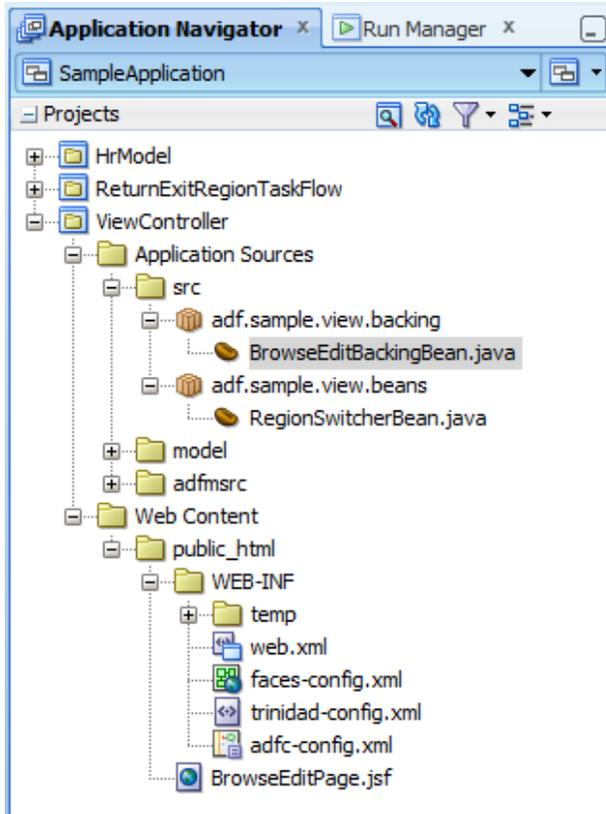 Application Navigator x Run Manager x
SampleApplication
Projects
HrModel
ReturnExitRegionTaskFlow
ViewController
Application Sources
src
adf.sample.view.backing
BrowseEditBackingBean.java
adf.sample.view.beans
RegionSwitcherBean.java
model
adfmsrc
Web Content
public_html
WEB-INF
temp
web.xml
faces-config.xml
trinidad-config.xml
adfc-config.xml
BrowseEditPage.jsf